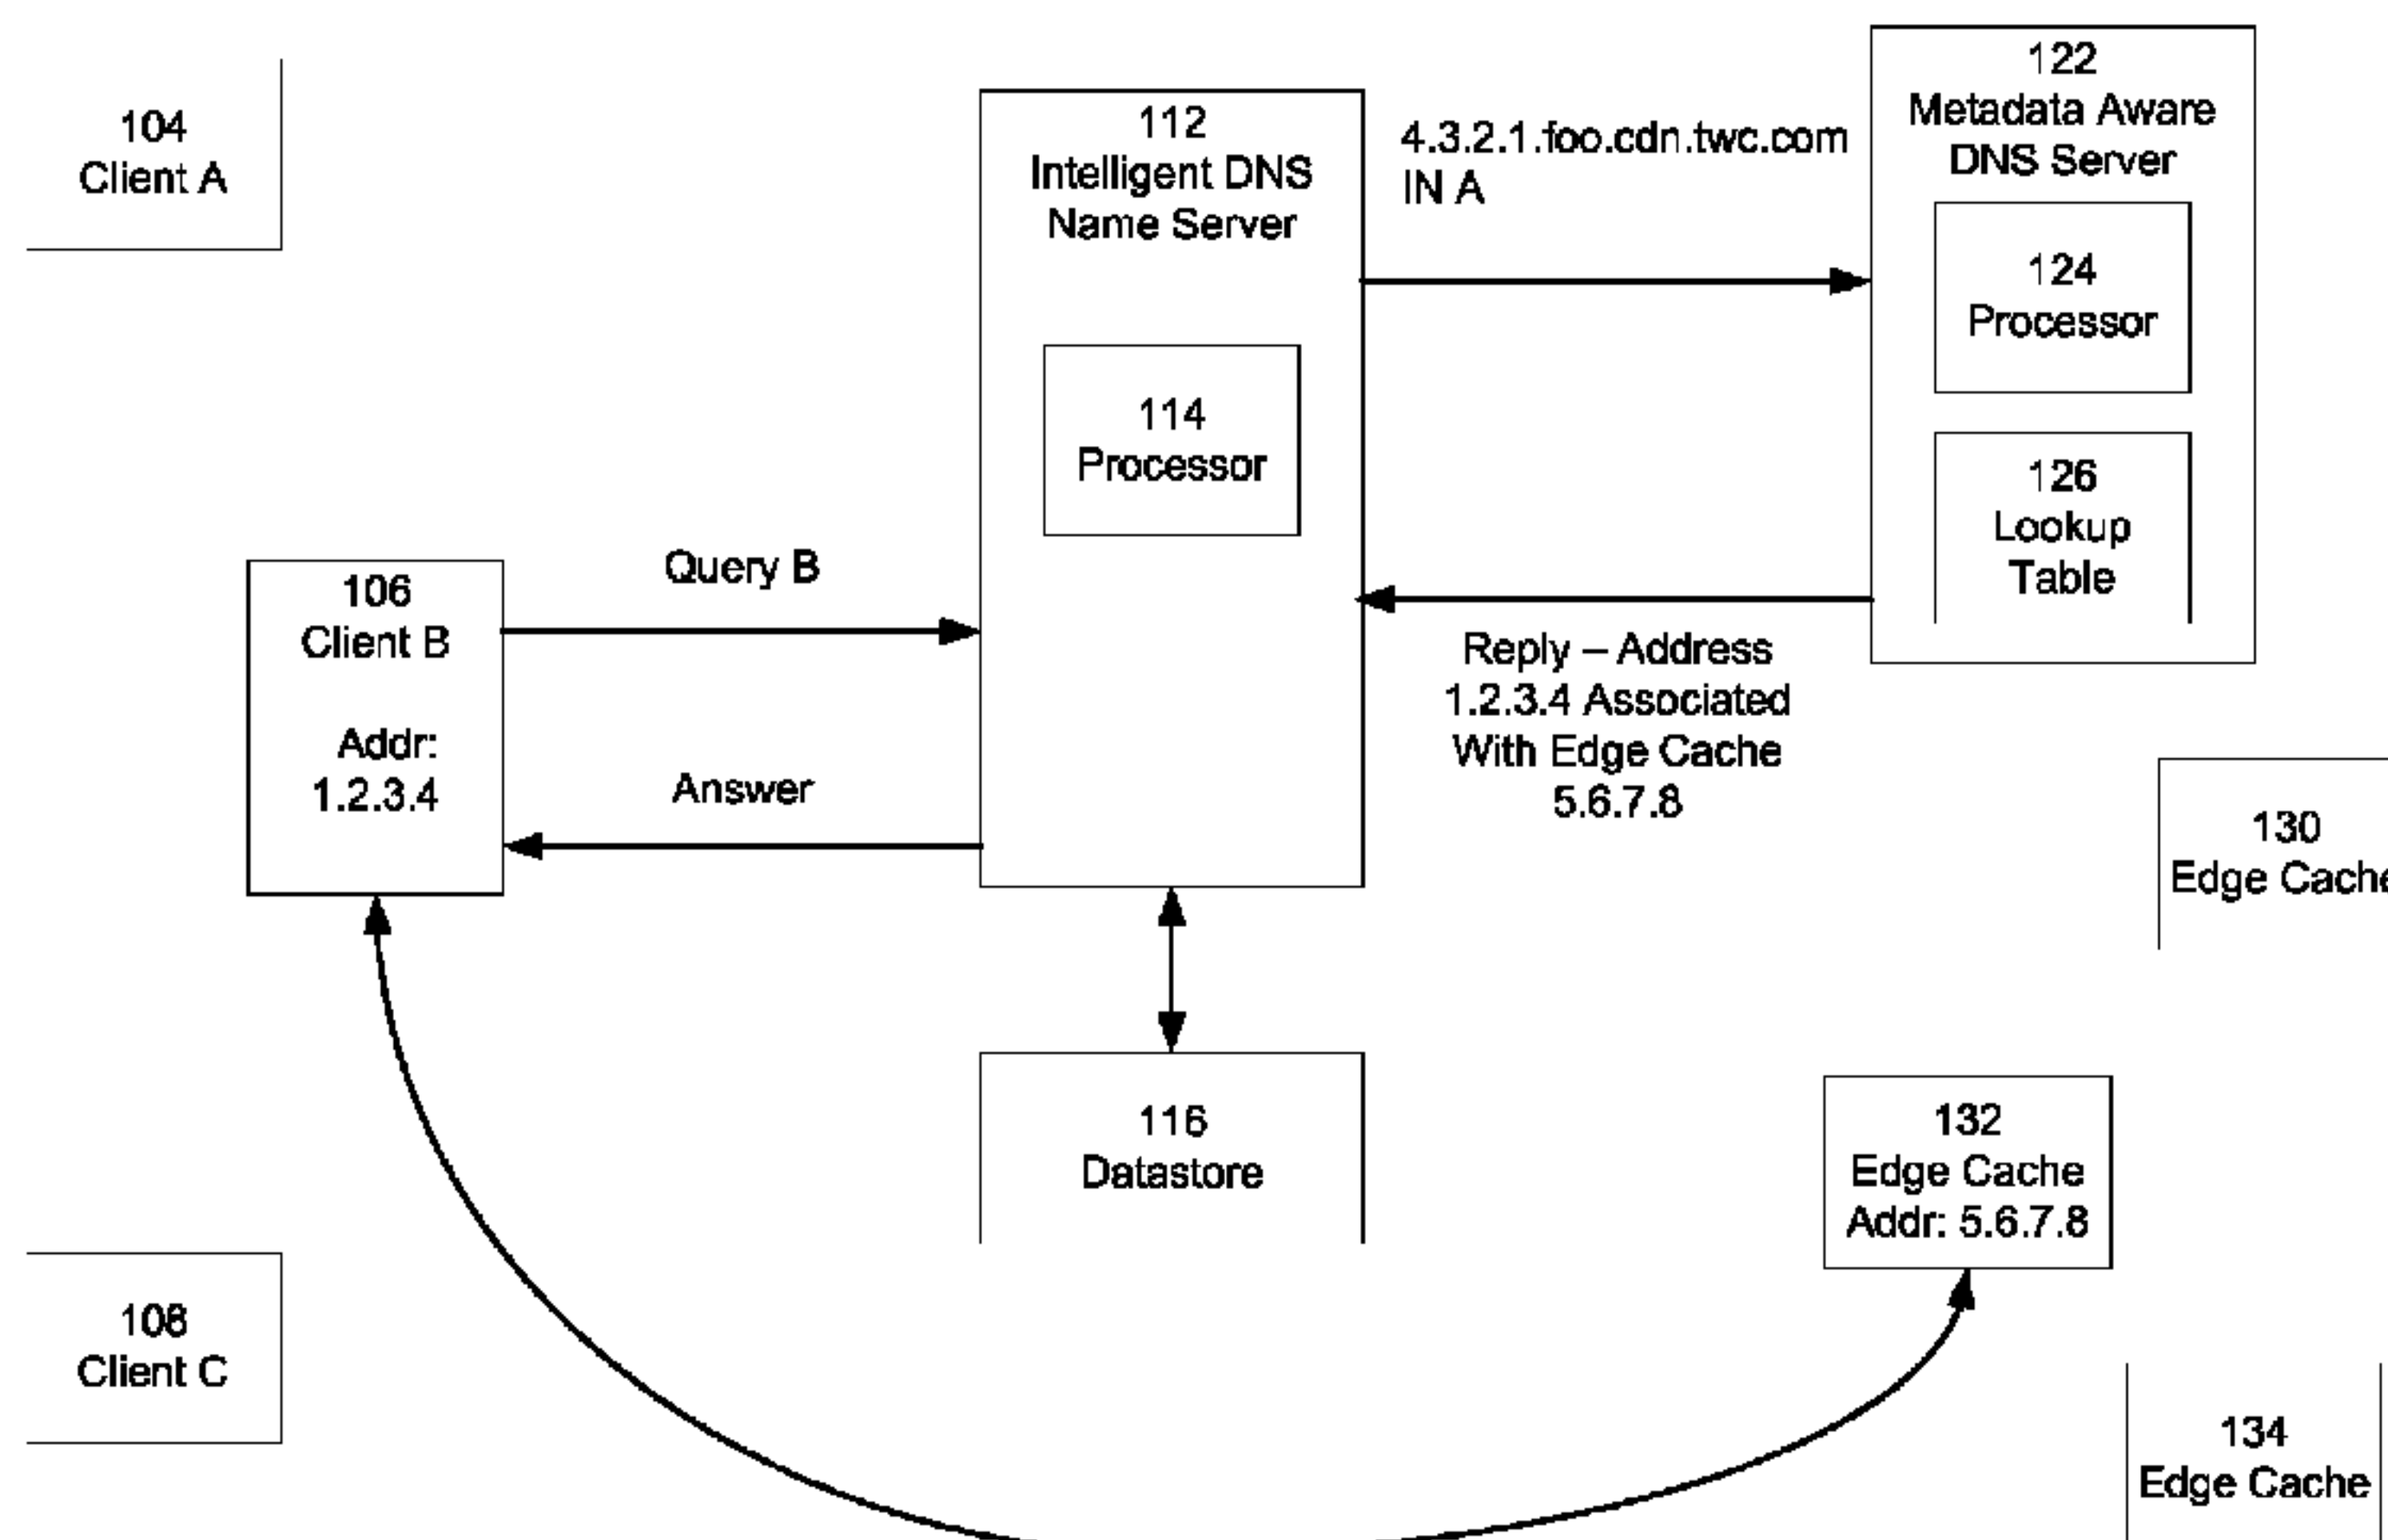 104
Client A
112
Intelligent DNS
Name Server
114
Processor
4.3.2.1.foo.cdn.twc.com
IN A
122
Metadata Aware
DNS Server
124
Processor
126
Lookup
Table
106
Client B
Addr:
1.2.3.4
Query B
Answer
Reply – Address
1.2.3.4 Associated
With Edge Cache
5.6.7.8
130
Edge Cache
116
Datastore
132
Edge Cache
Addr: 5.6.7.8
108
Client C
134
Edge Cache